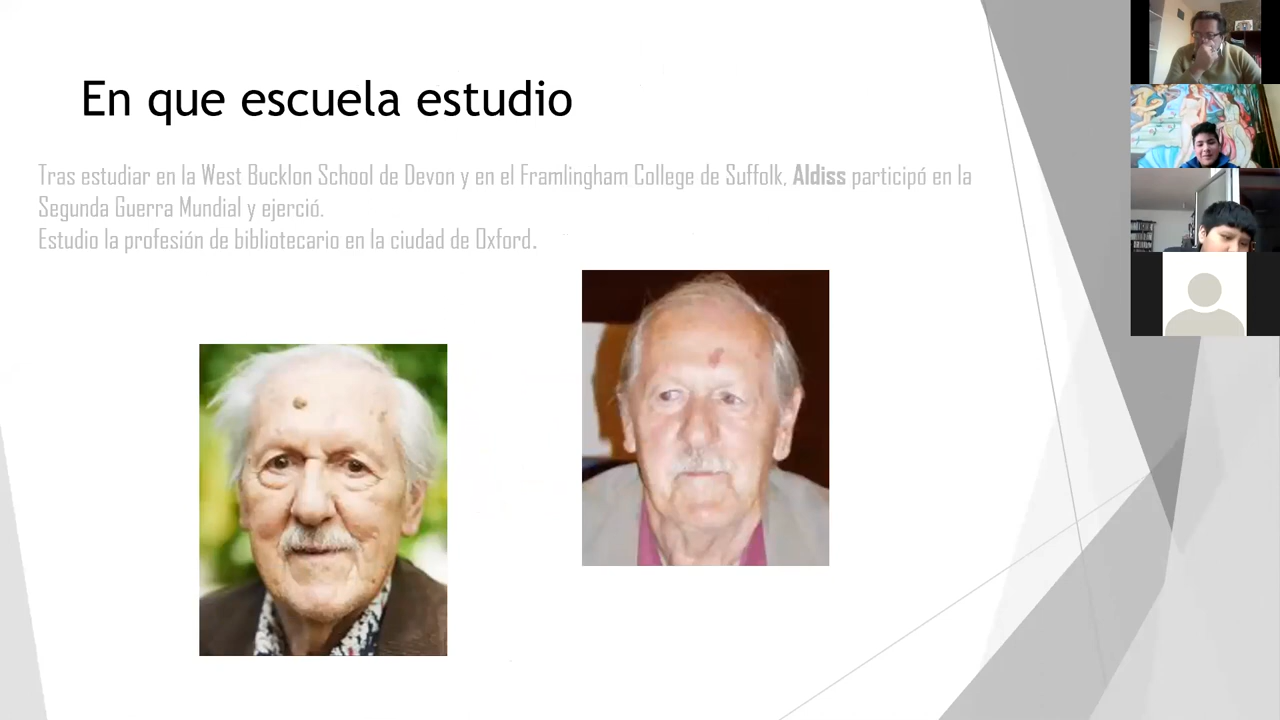 En que escuela estudio
Tras estudiar en la West Bucklon School de Devon y en el Framlingham College de Suffolk, Aldiss participó en la
Segunda Guerra Mundial y ejerció.
Estudio la profesión de bibliotecario en la ciudad de Oxford.